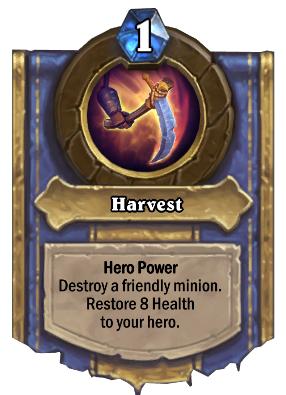 1
Harvest
Hero Power
Destroy a friendly minion.
Restore 8 Health
to your hero.